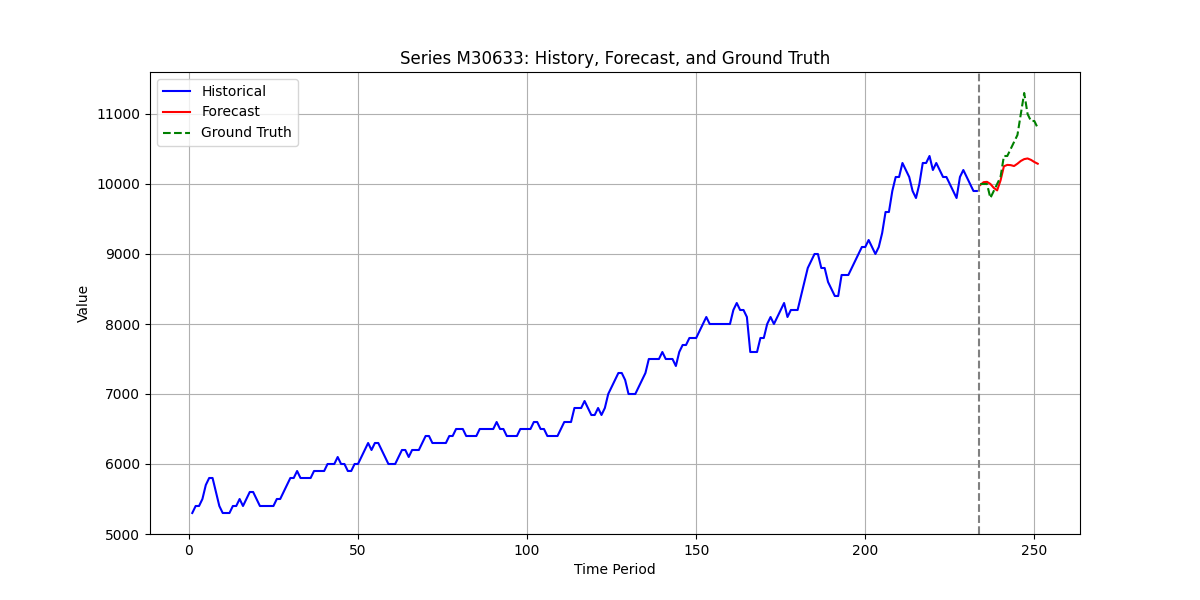 Series M30633: History, Forecast, and Ground Truth
Historical
Forecast
Ground Truth
11000
10000
9000
8000
7000
6000
5000
Value
0 50 100 150 200 250
Time Period